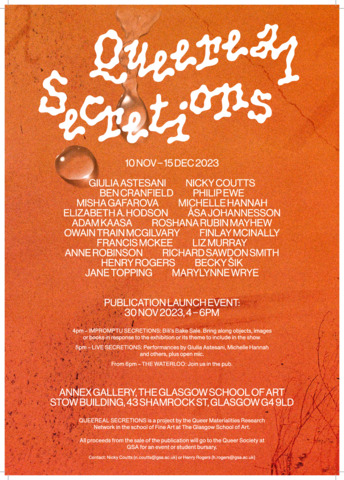 Queereal
Secretions
10 NOV – 15 DEC 2023
GIULIA ASTESANI NICKY COUTTS
BEN CRANFIELD PHILIP EWE
MISHA GAFAROVA MICHELLE HANNAH
ELIZABETH A. HODSON ÅSA JOHANNESSON
ADAM KAASA ROSHANA RUBIN MAYHEW
OWAIN TRAIN MCGILVARY FINLAY MCINALLY
FRANCIS MCKEE LIZ MURRAY
ANNE ROBINSON RICHARD SAWDON SMITH
HENRY ROGERS BECKY ŠIK
JANE TOPPING MARYLYNNE WRYE
PUBLICATION LAUNCH EVENT:
30 NOV 2023, 4 – 6PM
4pm – IMPROMPTU SECRETIONS: Bill's Bake Sale. Bring along objects, images
or books in response to the exhibition or its theme to include in the show
5pm – LIVE SECRETIONS: Performances by Giulia Astesani, Michelle Hannah
and others, plus open mic.
From 6pm – THE WATERLOO: Join us in the pub.
ANNEX GALLERY, THE GLASGOW SCHOOL OF ART
STOW BUILDING, 43 SHAMROCK ST, GLASGOW G4 9LD
QUEEREAL SECRETIONS is a project by the Queer Materialities Research
Network in the school of Fine Art at The Glasgow School of Art
All proceeds from the sale of the publication will go to the Queer Society at
GSA for an event or student bursary.
Contact: Nicky Coutts (n.coutts@gsa.ac.uk) or Henry Rogers (h.rogers@gsa.ac.uk)